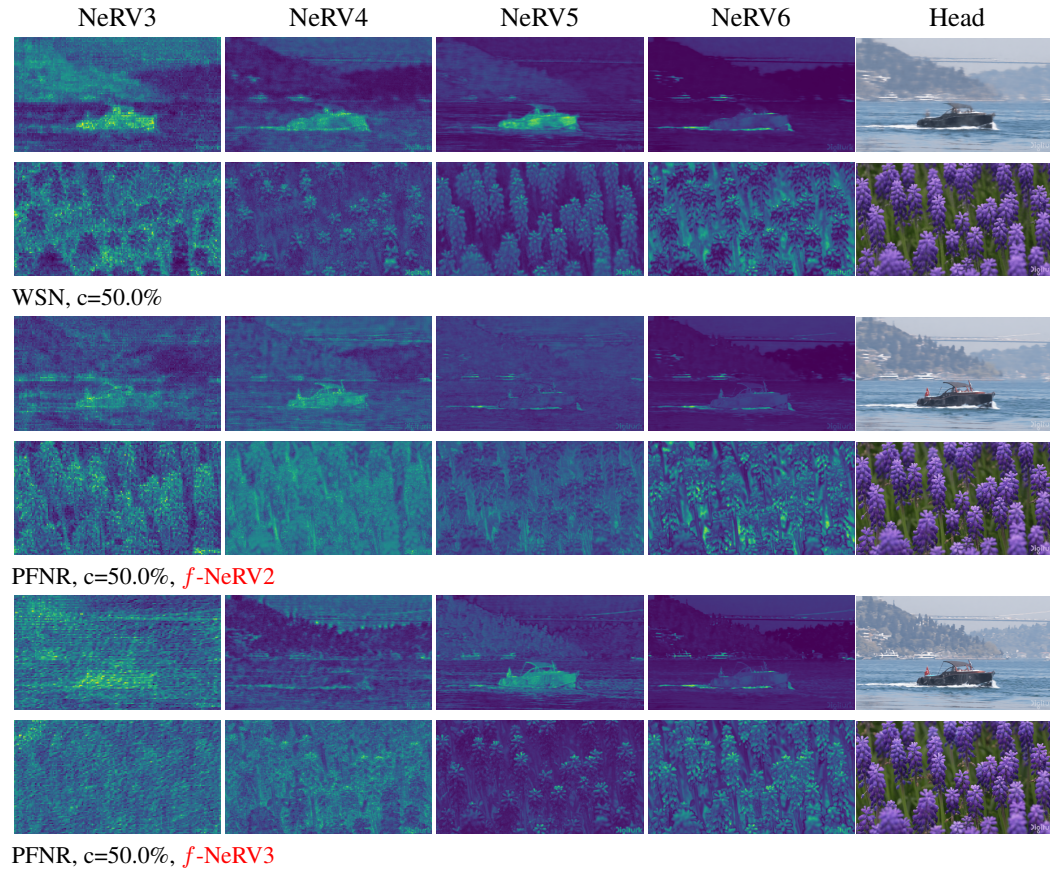 NeRV3 NeRV4 NeRV5 NeRV6 Head
WSN, c=50.0%
PFNR, c=50.0%, f-NeRV2
PFNR, c=50.0%, f-NeRV3